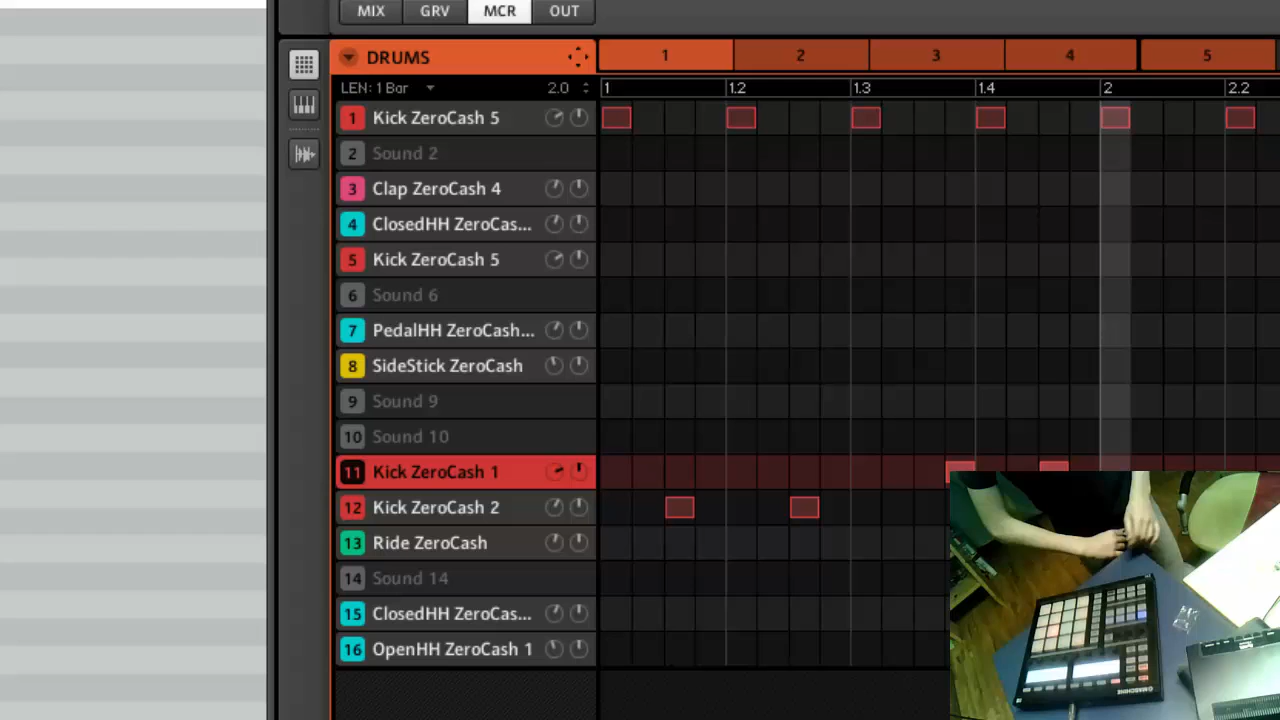 MIX GRV MCR OUT
DRUMS 1 2 3 4 5
LEN: 1 Bar 2.0 1 1.2 1.3 1.4 2 2.2
1 Kick ZeroCash 5
2 Sound 2
3 Clap ZeroCash 4
4 ClosedHH ZeroCas...
5 Kick ZeroCash 5
6 Sound 6
7 PedalHH ZeroCash...
8 SideStick ZeroCash
9 Sound 9
10 Sound 10
11 Kick ZeroCash 1
12 Kick ZeroCash 2
13 Ride ZeroCash
14 Sound 14
15 ClosedHH ZeroCas...
16 OpenHH ZeroCash 1
MASCHINE